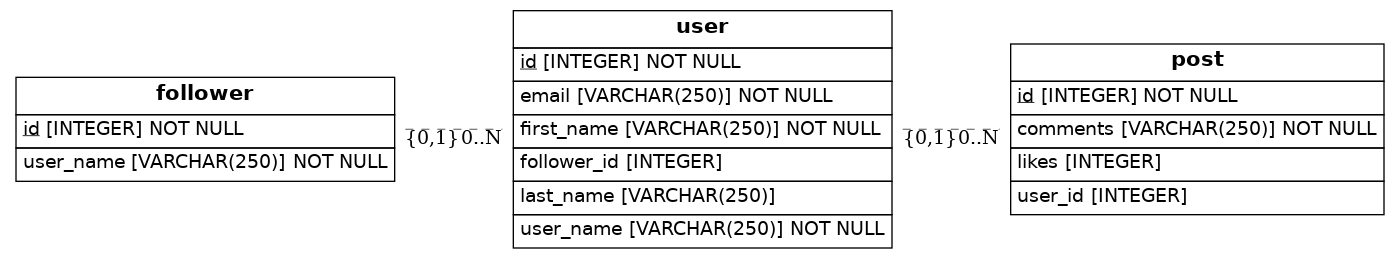 follower
id [INTEGER] NOT NULL
user_name [VARCHAR(250)] NOT NULL
{0,1} 0..N
user
id [INTEGER] NOT NULL
email [VARCHAR(250)] NOT NULL
first_name [VARCHAR(250)] NOT NULL
follower_id [INTEGER]
last_name [VARCHAR(250)]
user_name [VARCHAR(250)] NOT NULL
{0,1} 0..N
post
id [INTEGER] NOT NULL
comments [VARCHAR(250)] NOT NULL
likes [INTEGER]
user_id [INTEGER]